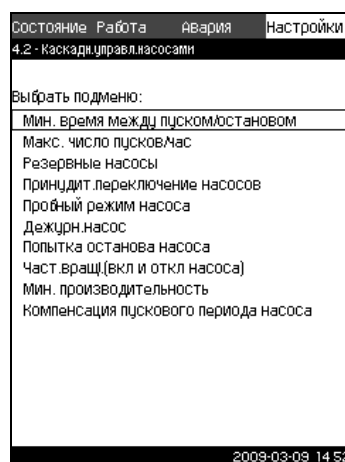 Состояние Работа Авария Настройки
4.2 - Каскадн.управл.насосами
Выбрать подменю:
Мин. время между пуском/остановом
Макс. число пусков/час
Резервные насосы
Принудит.переключение насосов
Пробный режим насоса
Дежурн.насос
Попытка останова насоса
Част.вращ.(вкл и откл насоса)
Мин. производительность
Компенсация пускового периода насоса
2009-03-09 14:52